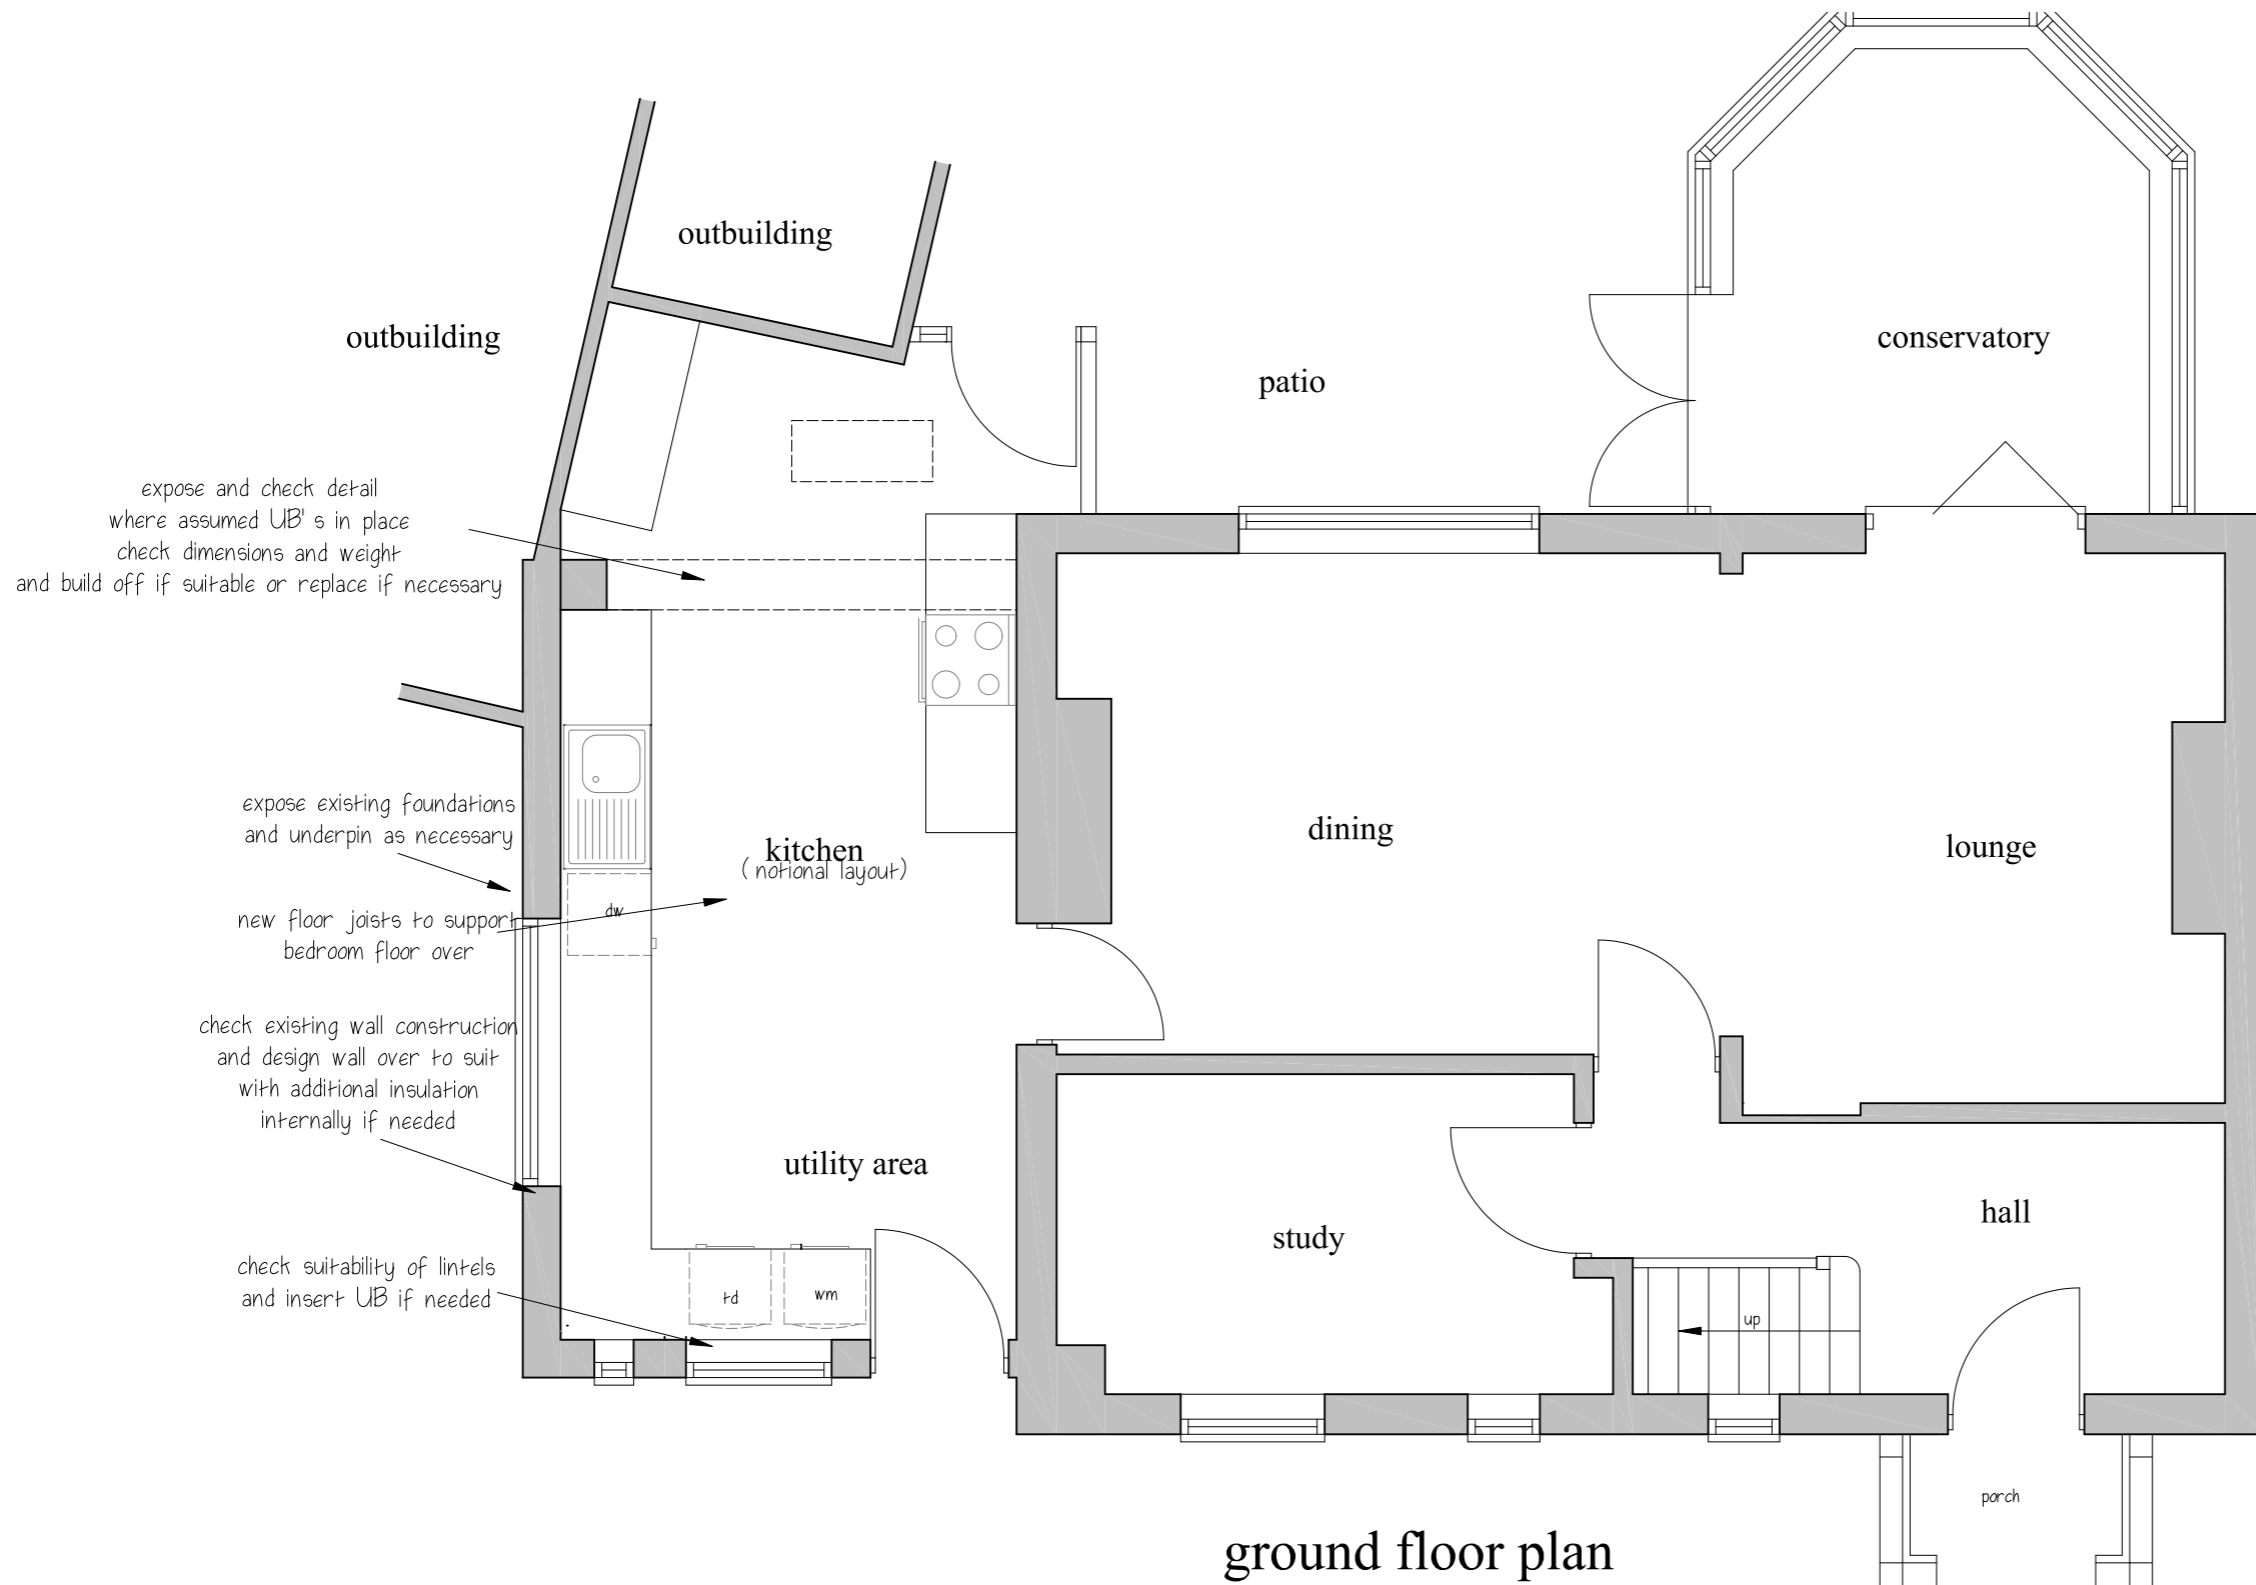 outbuilding
outbuilding
conservatory
patio
expose and check detail
where assumed UB's in place
check dimensions and weight
and build off if suitable or replace if necessary
expose existing foundations
and underpin as necessary
dining
lounge
kitchen
(notional layout)
dw
new floor joists to support
bedroom floor over
check existing wall construction
and design wall over to suit
with additional insulation
internally if needed
utility area
hall
study
check suitability of lintels
and insert UB if needed
td
wm
up
porch
ground floor plan